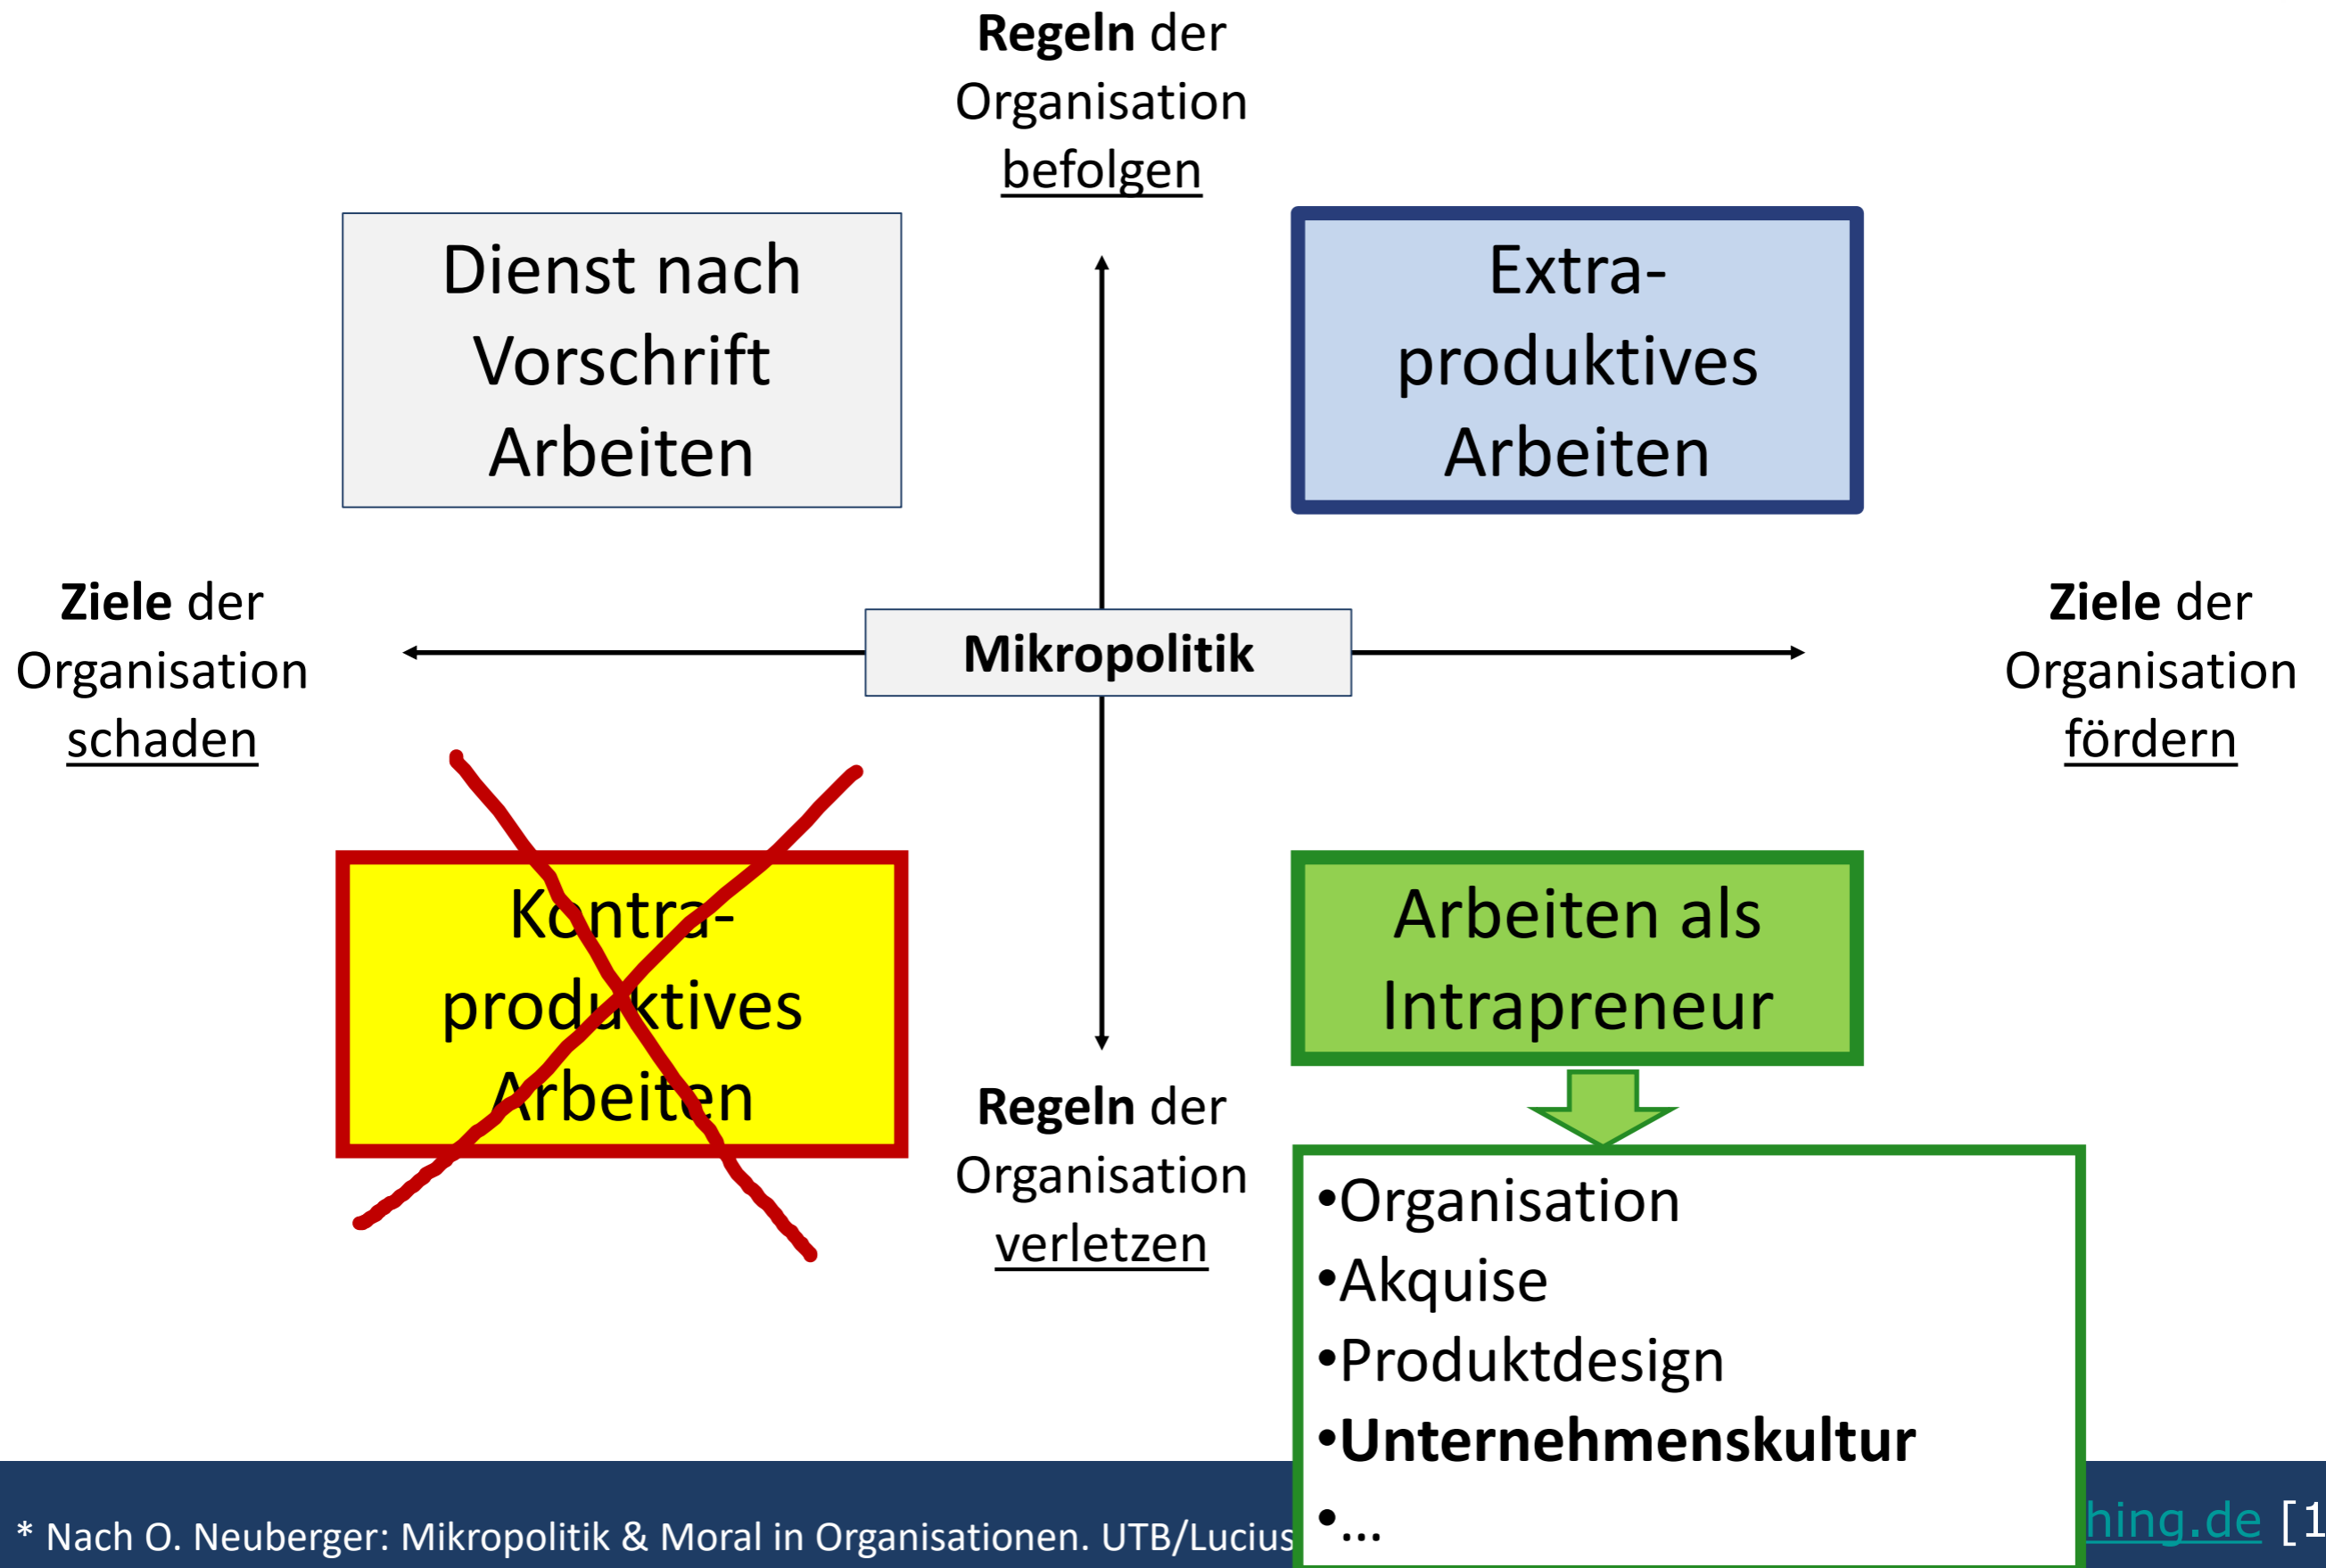 Regeln der
Organisation
befolgen
Dienst nach
Vorschrift
Arbeiten
Extra-
produktives
Arbeiten
Ziele der
Organisation
schaden
Mikropolitik
Ziele der
Organisation
fördern
Kontra-
produktives
Arbeiten
Regeln der
Organisation
verletzen
Arbeiten als
Intrapreneur
•Organisation
•Akquise
•Produktdesign
•Unternehmenskultur
•...
* Nach O. Neuberger: Mikropolitik & Moral in Organisationen. UTB/Lucius
hing.de [1